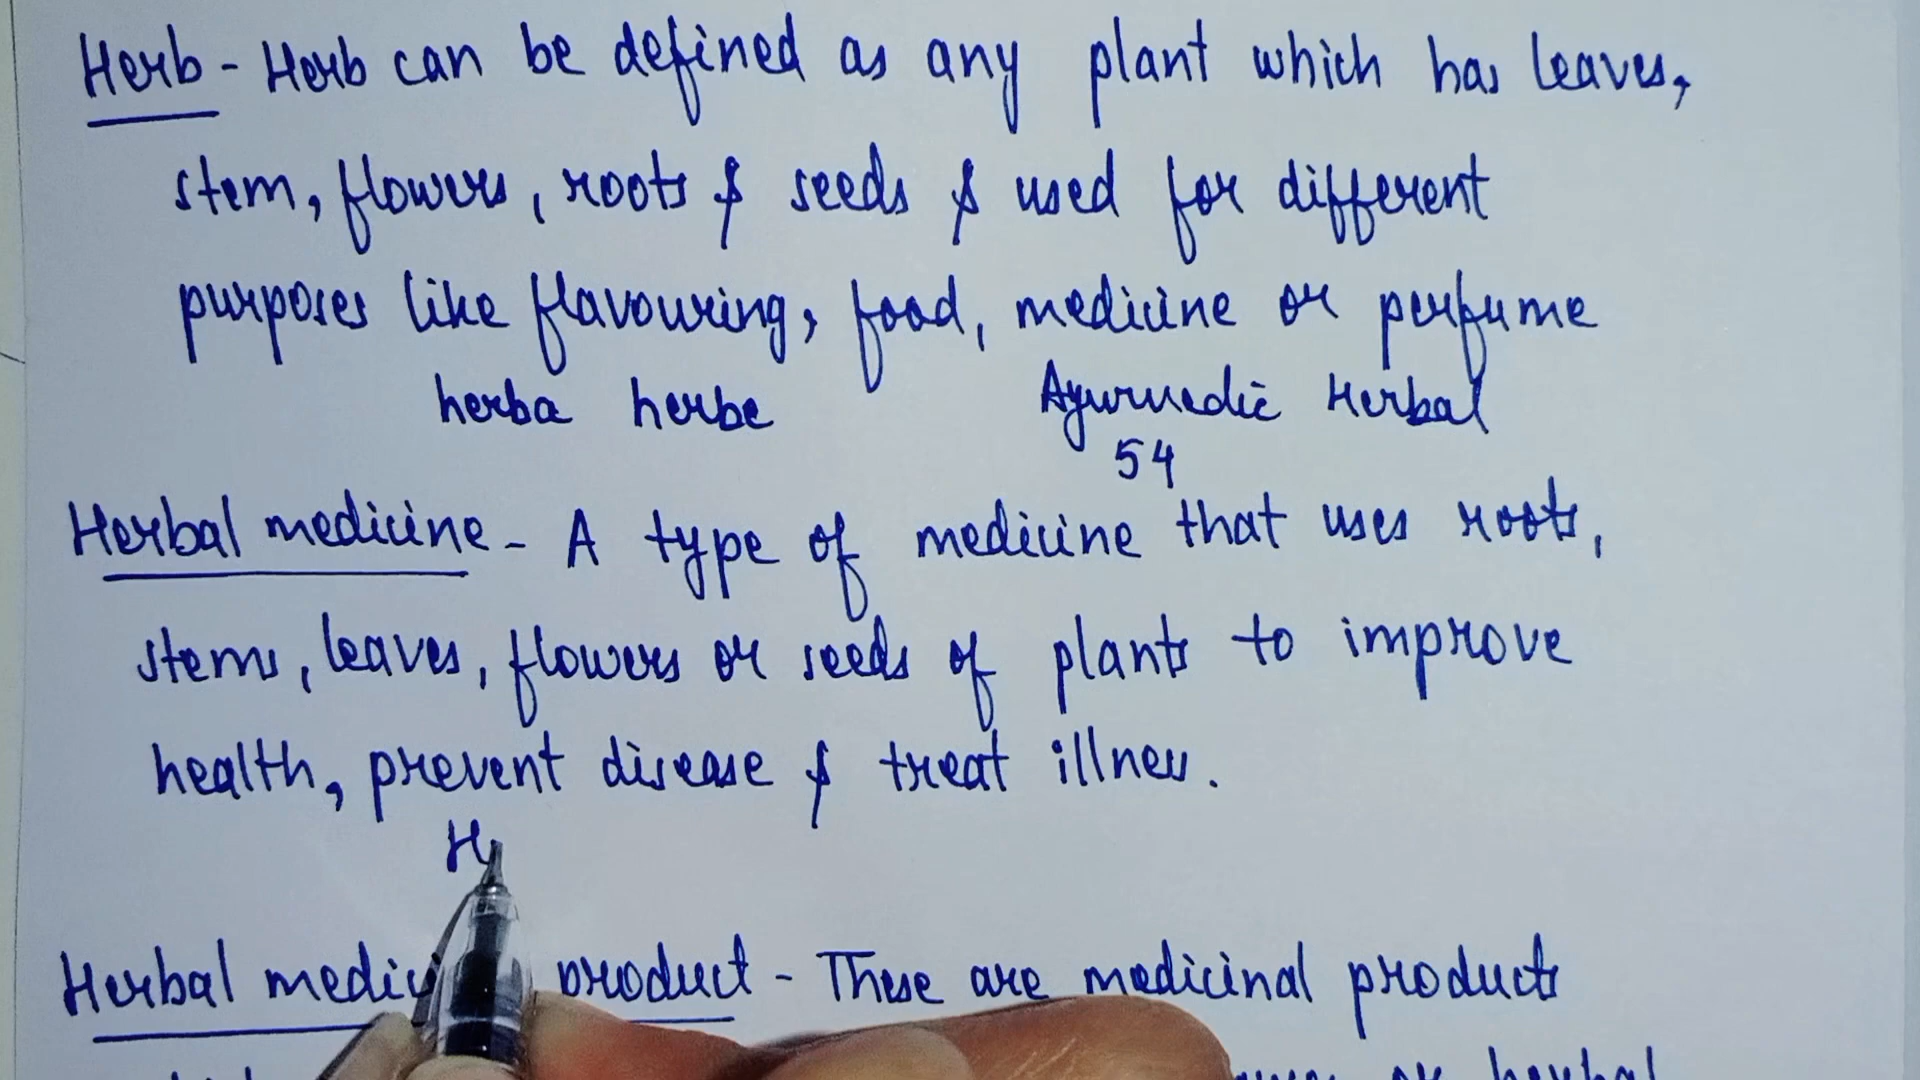 Herb - Herb can be defined as any plant which has leaves,
stem, flowers, roots & seeds & used for different
purposes like flavouring, food, medicine or perfume
herba herbe Ayurvedic Herbal
54
Herbal medicine - A type of medicine that uses roots,
stems, leaves, flowers or seeds of plants to improve
health, prevent disease & treat illness.
H
Herbal product - These are medicinal products
or herbal